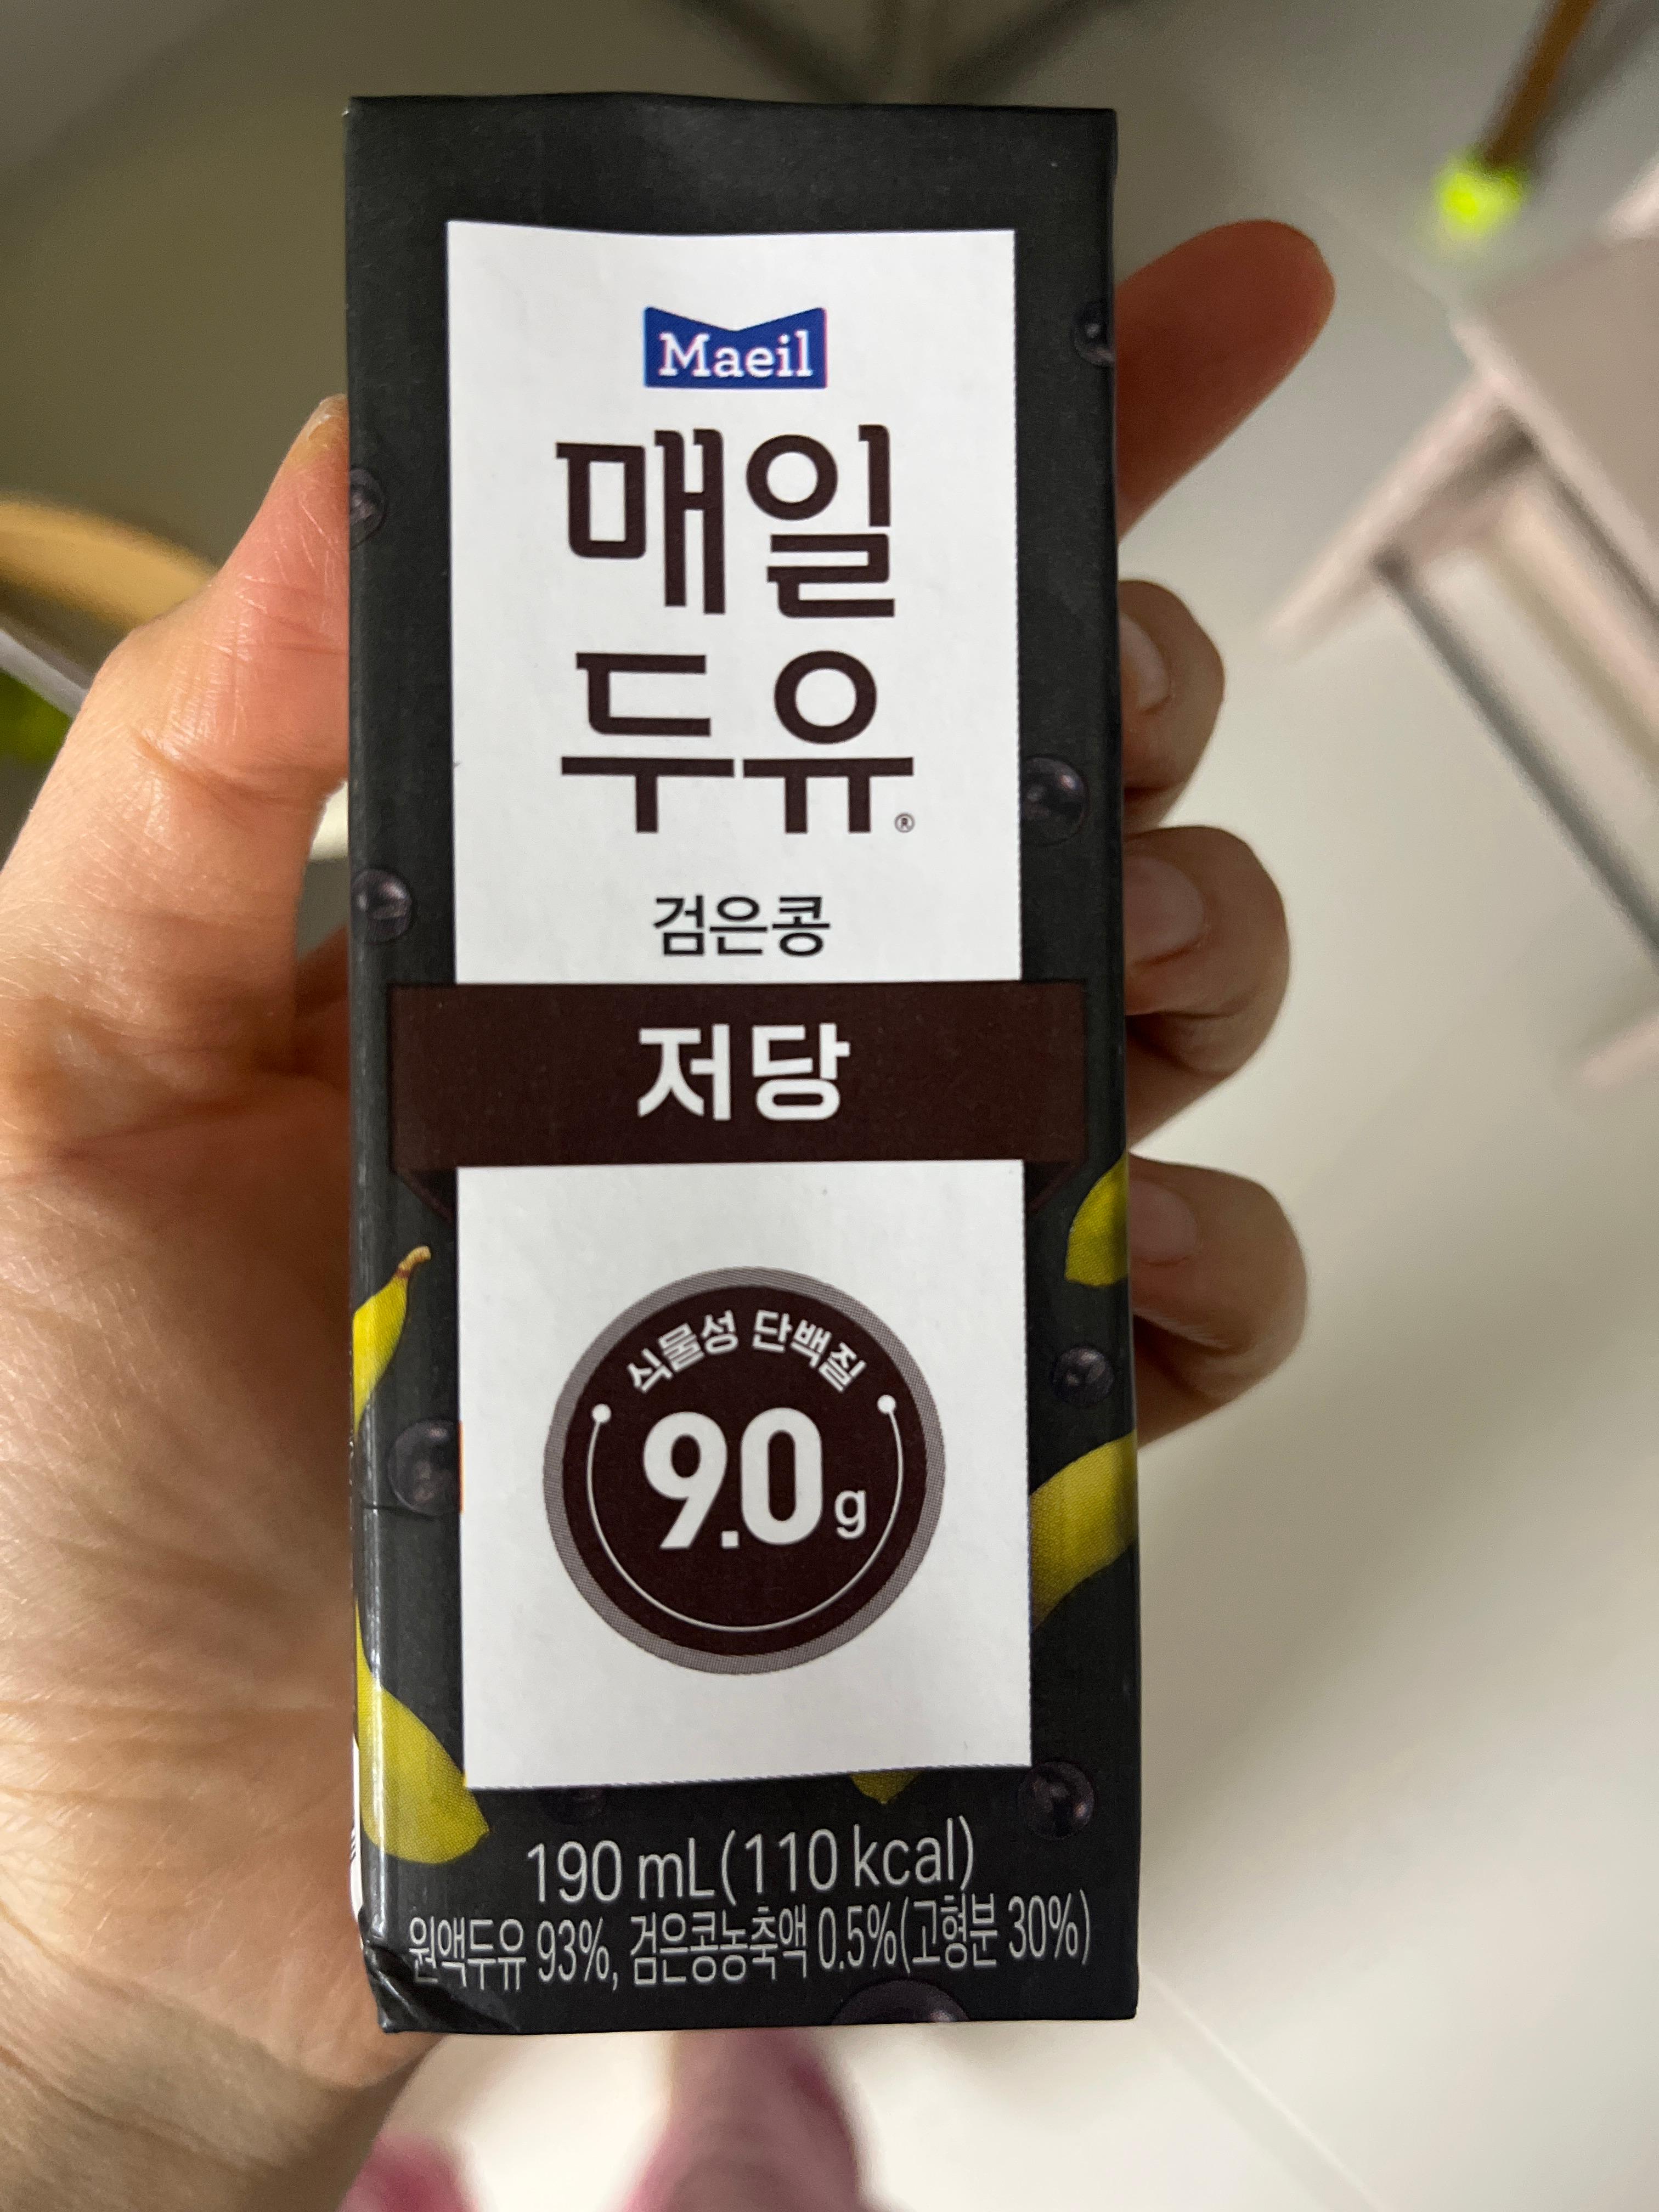 Maeil
매일
두유®
검은콩
저당
식물성 단백질
9.0 g
190 mL(110 kcal)
원액두유 93%, 검은콩농축액 0.5%(고형분 30%)